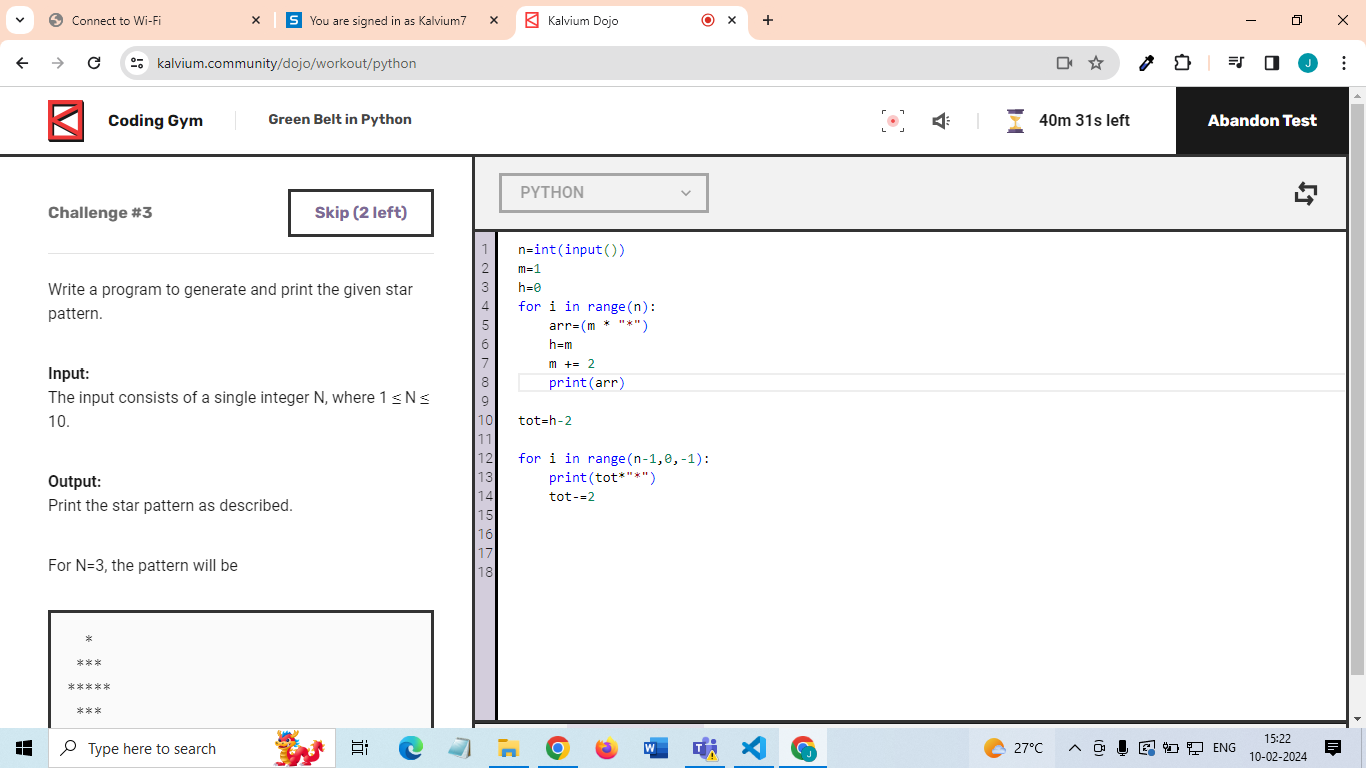 Connect to Wi-Fi
S You are signed in as Kalvium7
Kalvium Dojo
kalvium.community/dojo/workout/python
J
Coding Gym
Green Belt in Python
40m 31s left
Abandon Test
Challenge #3
Skip (2 left)
Write a program to generate and print the given star
pattern.
Input:
The input consists of a single integer N, where 1 ≤ N ≤
10.
Output:
Print the star pattern as described.
For N=3, the pattern will be
*
***
*****
***
PYTHON
1 n=int(input())
2 m=1
3 h=0
4 for i in range(n):
5     arr=(m * "*")
6     h=m
7     m += 2
8     print(arr)
9
10 tot=h-2
11
12 for i in range(n-1,0,-1):
13     print(tot*"*")
14     tot-=2
15
16
17
18
Type here to search
27°C
ENG
15:22
10-02-2024